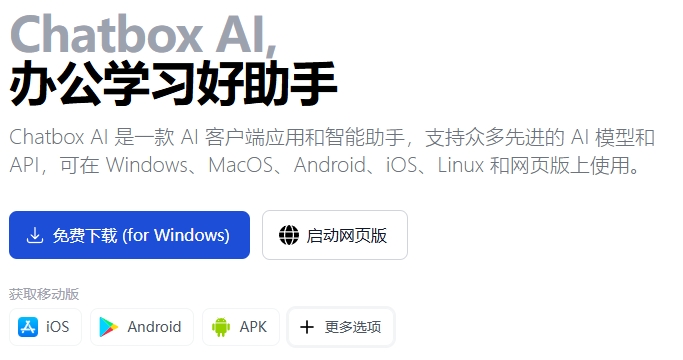 Chatbox AI,
办公学习好助手
Chatbox AI 是一款 AI 客户端应用和智能助手，支持众多先进的 AI 模型和
API，可在 Windows、MacOS、Android、iOS、Linux 和网页版上使用。
免费下载 (for Windows)
启动网页版
获取移动版
iOS
Android
APK
更多选项